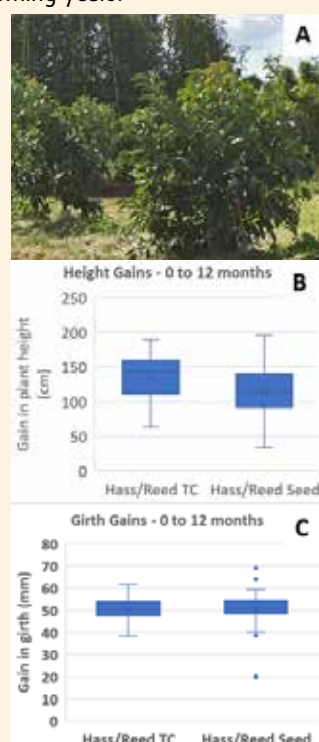 A
Height Gains - 0 to 12 months
B
Gain in plant height
(cm)
250
200
150
100
50
0
Hass/Reed TC Hass/Reed Seed
Girth Gains - 0 to 12 months
C
Gain in girth (mm)
80
70
60
50
40
30
20
10
0
Hass/Reed TC Hass/Reed Seed